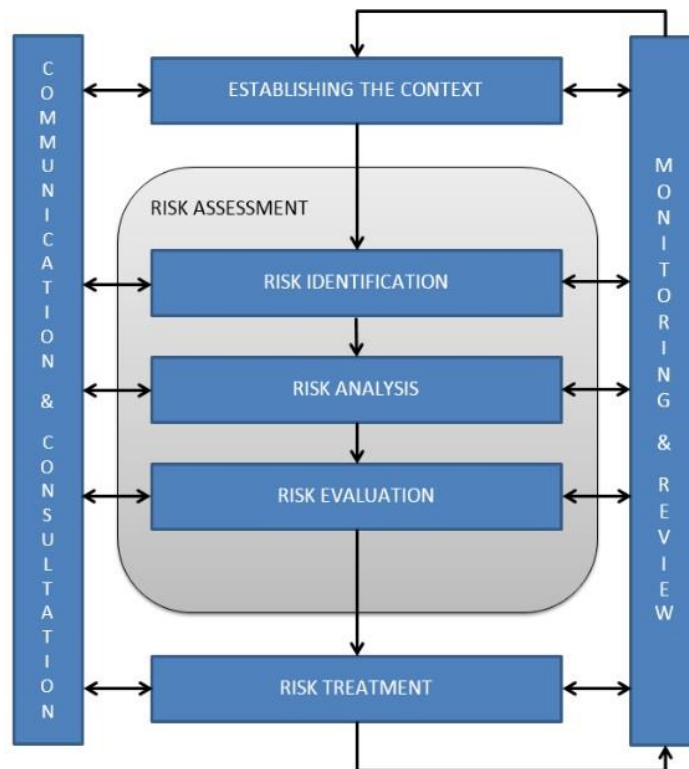 COMMUNICATION & CONSULTATION
ESTABLISHING THE CONTEXT
RISK ASSESSMENT
RISK IDENTIFICATION
RISK ANALYSIS
RISK EVALUATION
RISK TREATMENT
MONITORING & REVIEW